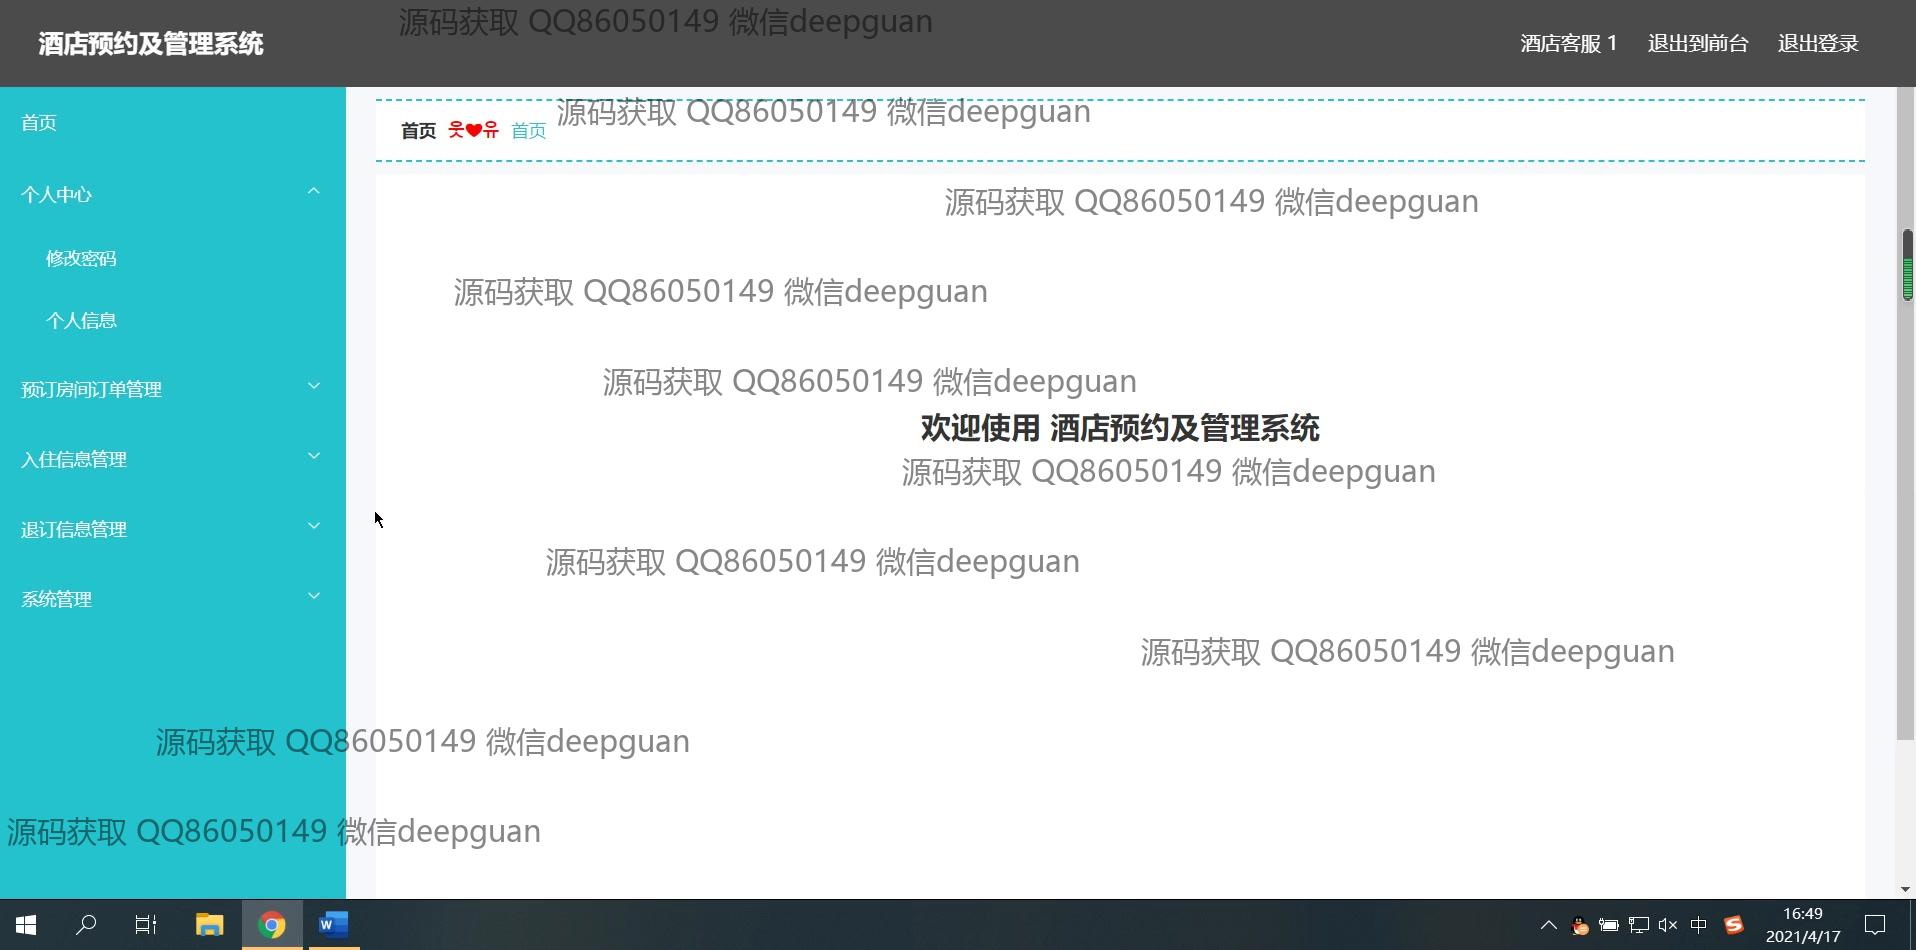 源码获取 QQ86050149 微信deepguan
酒店预约及管理系统
酒店客服 1 退出到前台 退出登录
首页
源码获取 QQ86050149 微信deepguan
首页 웃❤유 首页
个人中心
源码获取 QQ86050149 微信deepguan
修改密码
源码获取 QQ86050149 微信deepguan
个人信息
预订房间订单管理
源码获取 QQ86050149 微信deepguan
欢迎使用 酒店预约及管理系统
入住信息管理
源码获取 QQ86050149 微信deepguan
退订信息管理
源码获取 QQ86050149 微信deepguan
系统管理
源码获取 QQ86050149 微信deepguan
源码获取 QQ86050149 微信deepguan
源码获取 QQ86050149 微信deepguan
中
16:49
2021/4/17